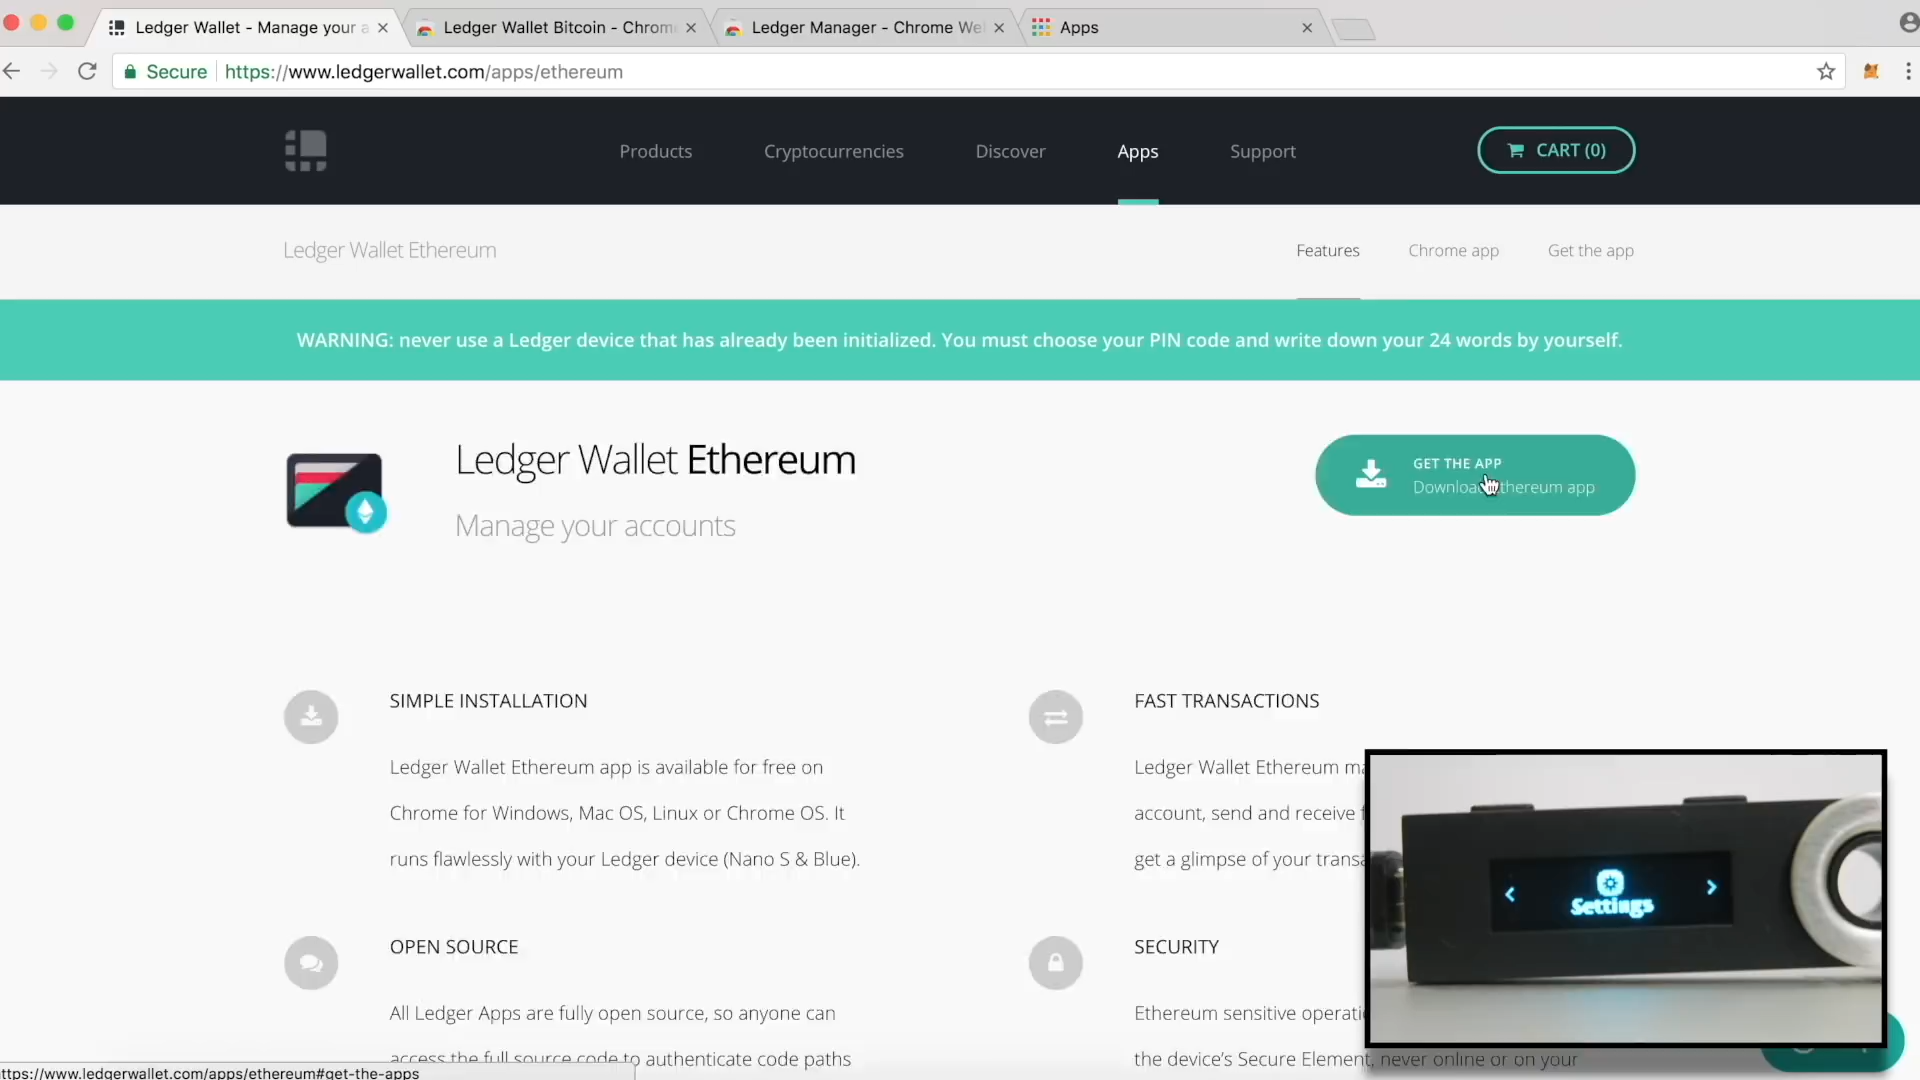 Ledger Wallet - Manage your a
Ledger Wallet Bitcoin - Chrom
Ledger Manager - Chrome We
Apps
Secure
https://www.ledgerwallet.com/apps/ethereum
Products
Cryptocurrencies
Discover
Apps
Support
CART (0)
Ledger Wallet Ethereum
Features
Chrome app
Get the app
WARNING: never use a Ledger device that has already been initialized. You must choose your PIN code and write down your 24 words by yourself.
Ledger Wallet Ethereum
Manage your accounts
GET THE APP
Download Ethereum app
SIMPLE INSTALLATION
Ledger Wallet Ethereum app is available for free on
Chrome for Windows, Mac OS, Linux or Chrome OS. It
runs flawlessly with your Ledger device (Nano S & Blue).
FAST TRANSACTIONS
Ledger Wallet Ethereum ma
account, send and receive
get a glimpse of your transa
Settings
OPEN SOURCE
All Ledger Apps are fully open source, so anyone can
access the full source code to authenticate code paths
SECURITY
Ethereum sensitive operati
the device's Secure Element, never online or on your
ttps://www.ledgerwallet.com/apps/ethereum#get-the-apps